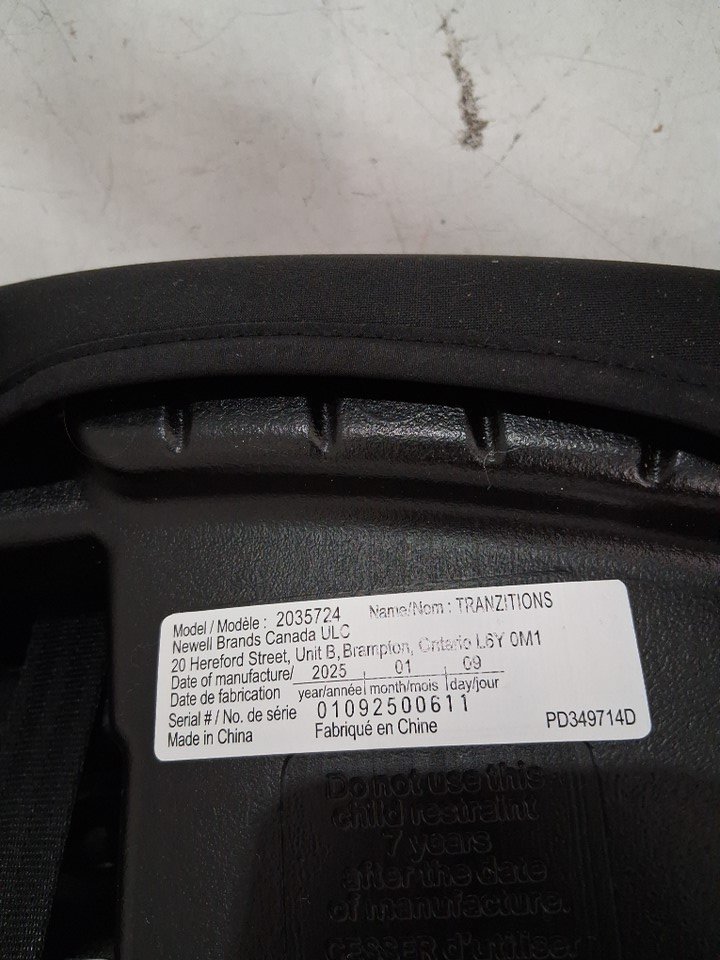 Model / Modèle : 2035724 Name/Nom : TRANZITIONS
Newell Brands Canada ULC
20 Hereford Street, Unit B, Brampton, Ontario L6Y 0M1
Date of manufacture/ 2025 01 09
Date de fabrication year/année month/mois day/jour
Serial # / No. de série 01092500611
Made in China Fabriqué en Chine PD349714D
Do not use this
child restraint
7 years
after the date
of manufacture.
CESSER d'utiliser